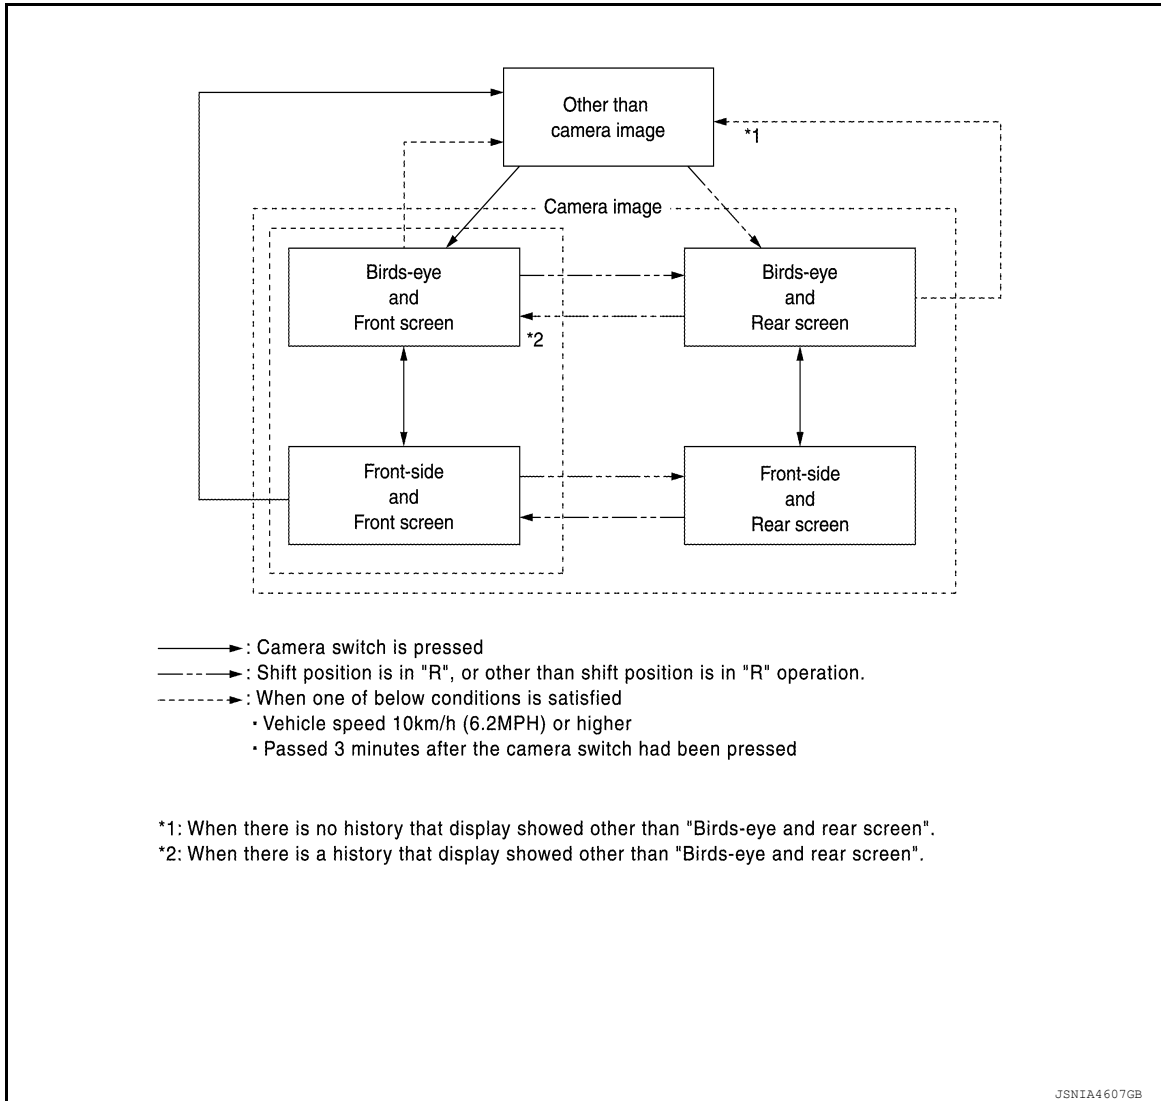 Other than
camera image
*1
Camera image
Birds-eye
and
Front screen
Birds-eye
and
Rear screen
*2
Front-side
and
Front screen
Front-side
and
Rear screen
: Camera switch is pressed
: Shift position is in "R", or other than shift position is in "R" operation.
: When one of below conditions is satisfied
・Vehicle speed 10km/h (6.2MPH) or higher
・Passed 3 minutes after the camera switch had been pressed
*1: When there is no history that display showed other than "Birds-eye and rear screen".
*2: When there is a history that display showed other than "Birds-eye and rear screen".
JSNIA4607GB